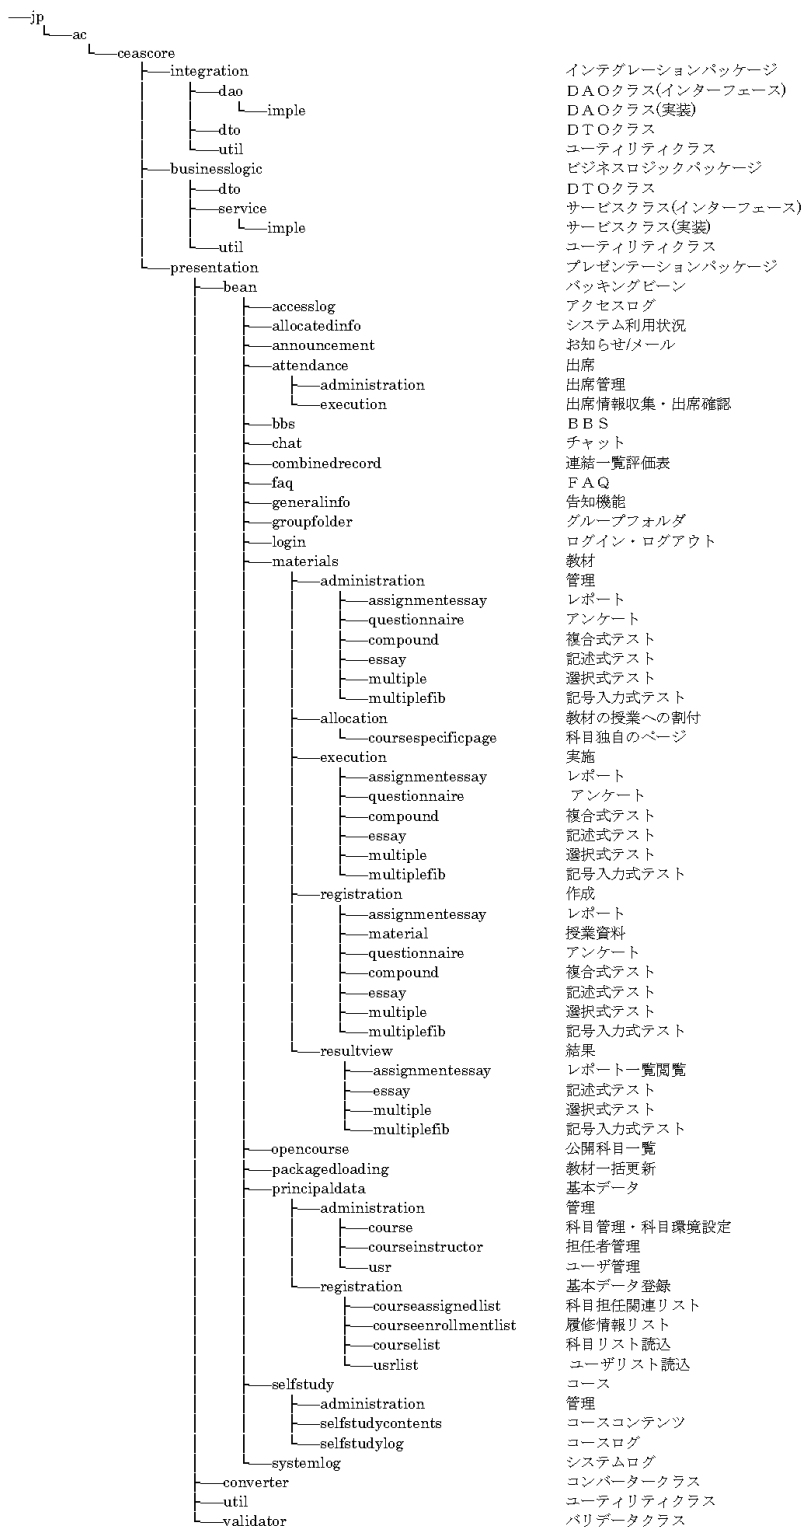 jp
ac
ceascore
integration インテグレーションパッケージ
dao ＤＡＯクラス(インターフェース)
imple ＤＡＯクラス(実装)
dto ＤＴＯクラス
util ユーティリティクラス
businesslogic ビジネスロジックパッケージ
dto ＤＴＯクラス
service サービスクラス(インターフェース)
imple サービスクラス(実装)
util ユーティリティクラス
presentation プレゼンテーションパッケージ
bean バッキングビーン
accesslog アクセスログ
allocatedinfo システム利用状況
announcement お知らせ/メール
attendance 出席
administration 出席管理
execution 出席情報収集・出席確認
bbs ＢＢＳ
chat チャット
combinedrecord 連結一覧評価表
faq ＦＡＱ
generalinfo 告知機能
groupfolder グループフォルダ
login ログイン・ログアウト
materials 教材
administration 管理
assignmentessay レポート
questionnaire アンケート
compound 複合式テスト
essay 記述式テスト
multiple 選択式テスト
multiplefib 記号入力式テスト
allocation 教材の授業への割付
coursespecificpage 科目独自のページ
execution 実施
assignmentessay レポート
questionnaire アンケート
compound 複合式テスト
essay 記述式テスト
multiple 選択式テスト
multiplefib 記号入力式テスト
registration 作成
assignmentessay レポート
material 授業資料
questionnaire アンケート
compound 複合式テスト
essay 記述式テスト
multiple 選択式テスト
multiplefib 記号入力式テスト
resultview 結果
assignmentessay レポート一覧閲覧
essay 記述式テスト
multiple 選択式テスト
multiplefib 記号入力式テスト
opencourse 公開科目一覧
packagedloading 教材一括更新
principaldata 基本データ
administration 管理
course 科目管理・科目環境設定
courseinstructor 担任者管理
usr ユーザ管理
registration 基本データ登録
courseassignedlist 科目担任関連リスト
courseenrollmentlist 履修情報リスト
courselist 科目リスト読込
usrlist ユーザリスト読込
selfstudy コース
administration 管理
selfstudycontents コースコンテンツ
selfstudylog コースログ
systemlog システムログ
converter コンバータークラス
util ユーティリティクラス
validator バリデータクラス